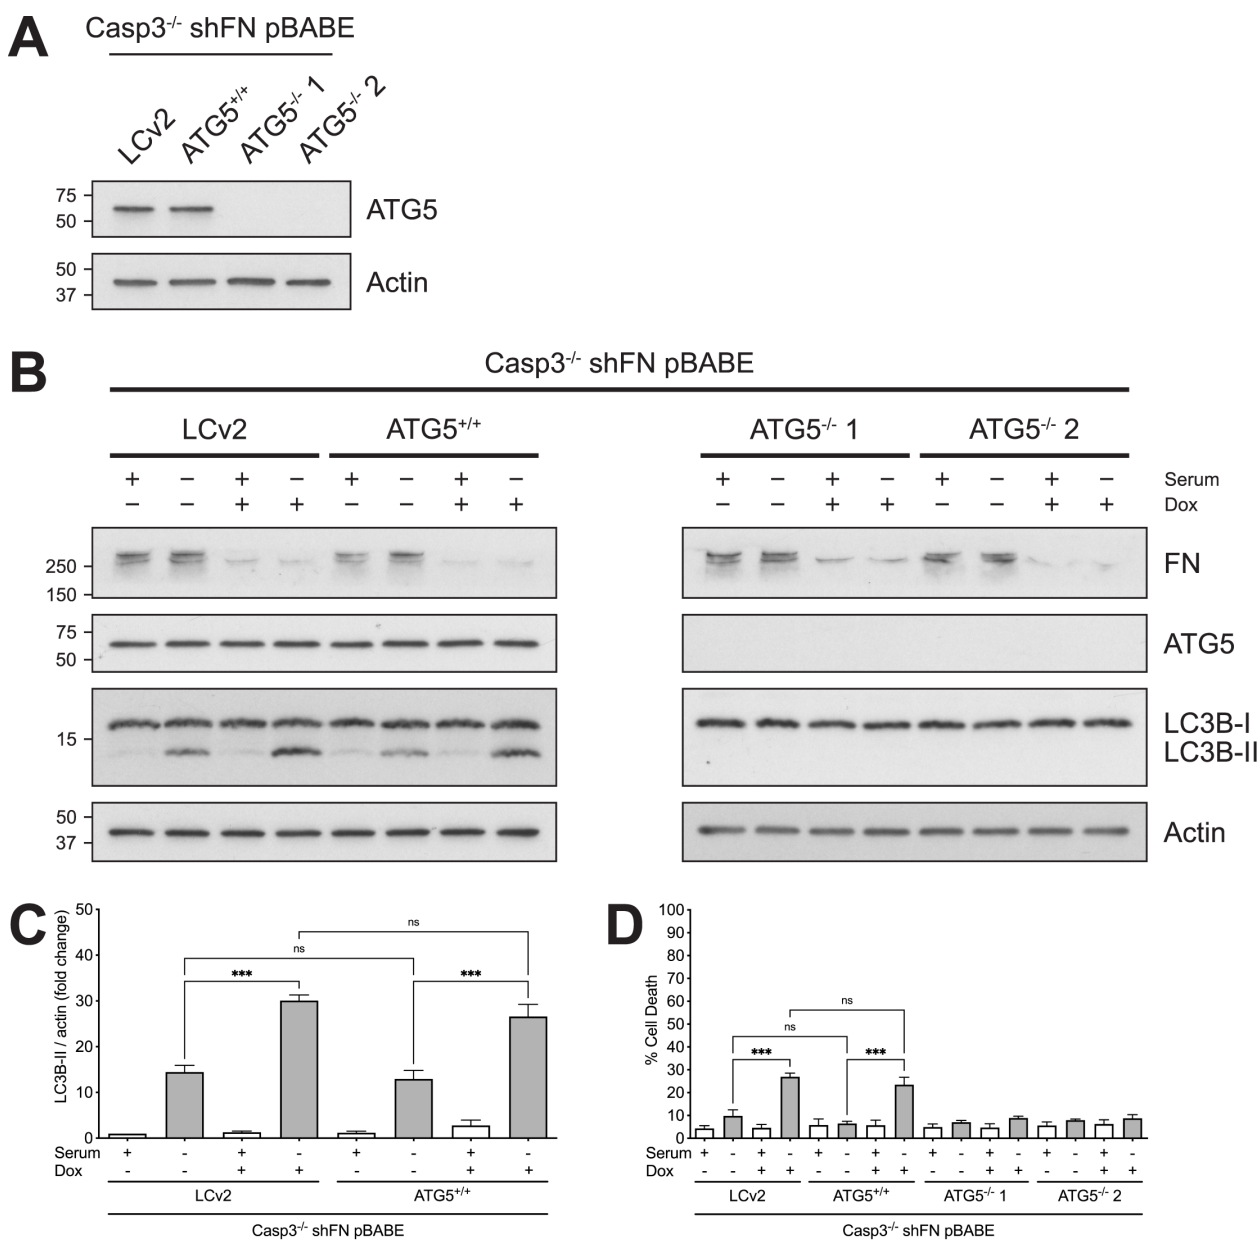 A
Casp3-/- shFN pBABE
LCv2 ATG5+/+ ATG5-/- 1 ATG5-/- 2
75
50
ATG5
50
37
Actin
B
Casp3-/- shFN pBABE
LCv2 ATG5+/+ ATG5-/- 1 ATG5-/- 2
+ − + − + − + − + − + − + − + − Serum
− − + + − − + + − − + + − − + + Dox
250
150
FN
75
50
ATG5
15
LC3B-I
LC3B-II
50
37
Actin
C
LC3B-II / actin (fold change)
50
40
30
20
10
0
ns
ns
*** ***
Serum + - + - + - + -
Dox - - + + - - + +
LCv2 ATG5+/+
Casp3-/- shFN pBABE
D
% Cell Death
100
90
80
70
60
50
40
30
20
10
0
ns
ns
*** ***
Serum + - + - + - + - + - + - + - + -
Dox - - + + - - + + - - + + - - + +
LCv2 ATG5+/+ ATG5-/- 1 ATG5-/- 2
Casp3-/- shFN pBABE